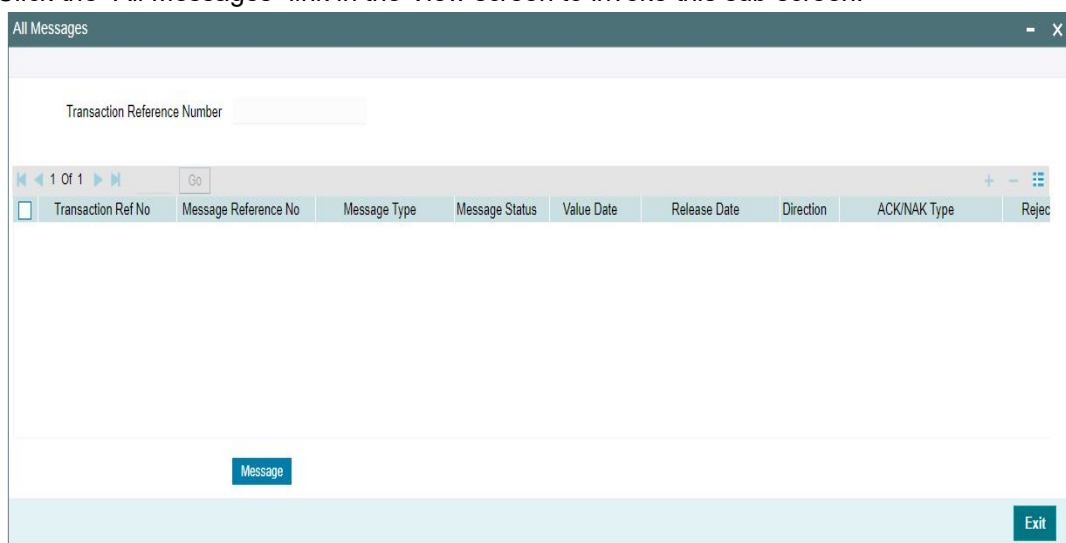 All Messages
Transaction Reference Number
1 Of 1 Go
Transaction Ref No Message Reference No Message Type Message Status Value Date Release Date Direction ACK/NAK Type Rejec
Message
Exit